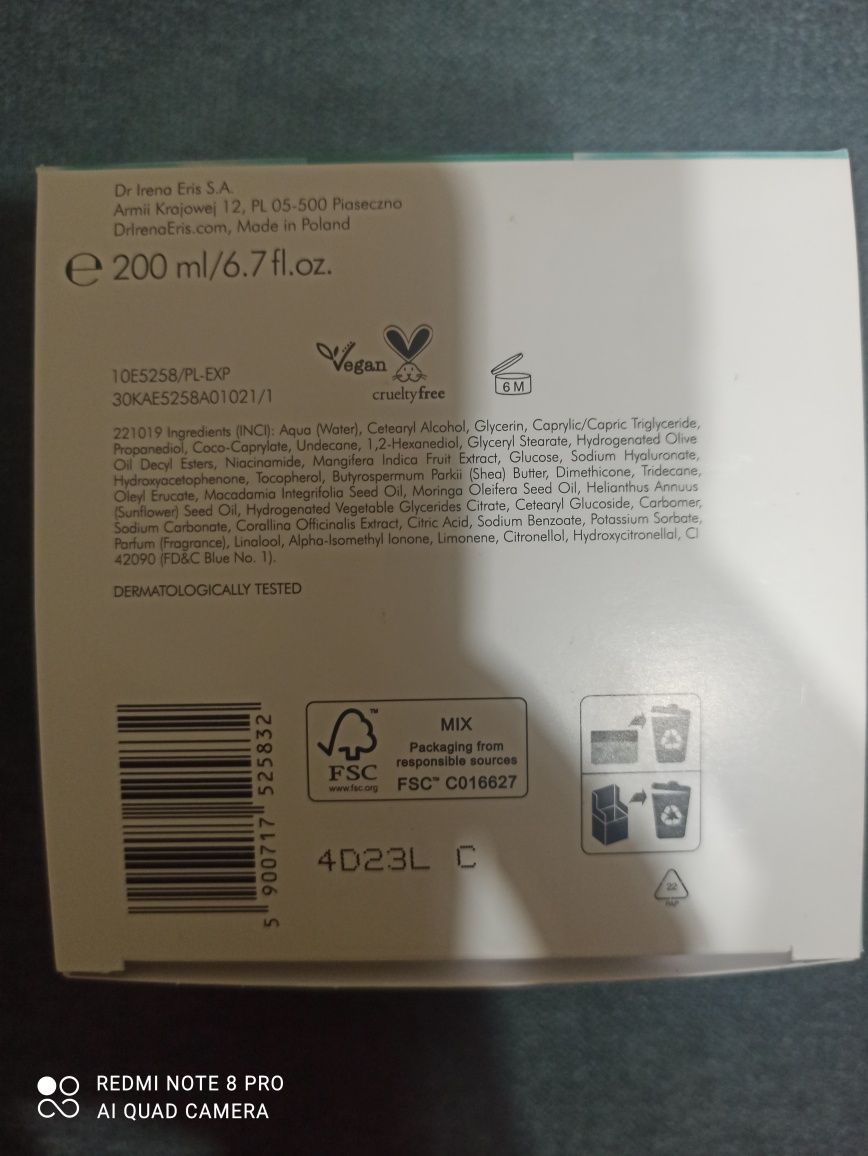 Dr Irena Eris S.A.
Armii Krajowej 12, PL 05-500 Piaseczno
DrIrenaEris.com, Made in Poland
℮ 200 ml/6.7 fl.oz.
Vegan
crueltyfree
6 M
10E5258/PL-EXP
30KAE5258A01021/1
221019 Ingredients (INCI): Aqua (Water), Cetearyl Alcohol, Glycerin, Caprylic/Capric Triglyceride,
Propanediol, Coco-Caprylate, Undecane, 1,2-Hexanediol, Glyceryl Stearate, Hydrogenated Olive
Oil Decyl Esters, Niacinamide, Mangifera Indica Fruit Extract, Glucose, Sodium Hyaluronate,
Hydroxyacetophenone, Tocopherol, Butyrospermum Parkii (Shea) Butter, Dimethicone, Tridecane,
Oleyl Erucate, Macadamia Integrifolia Seed Oil, Moringa Oleifera Seed Oil, Helianthus Annuus
(Sunflower) Seed Oil, Hydrogenated Vegetable Glycerides Citrate, Cetearyl Glucoside, Carbomer,
Sodium Carbonate, Corallina Officinalis Extract, Citric Acid, Sodium Benzoate, Potassium Sorbate,
Parfum (Fragrance), Linalool, Alpha-Isomethyl Ionone, Limonene, Citronellol, Hydroxycitronellal, CI
42090 (FD&C Blue No. 1).
DERMATOLOGICALLY TESTED
5 900717 525832
FSC
www.fsc.org
MIX
Packaging from
responsible sources
FSC™ C016627
4D23L C
22
PAP
REDMI NOTE 8 PRO
AI QUAD CAMERA